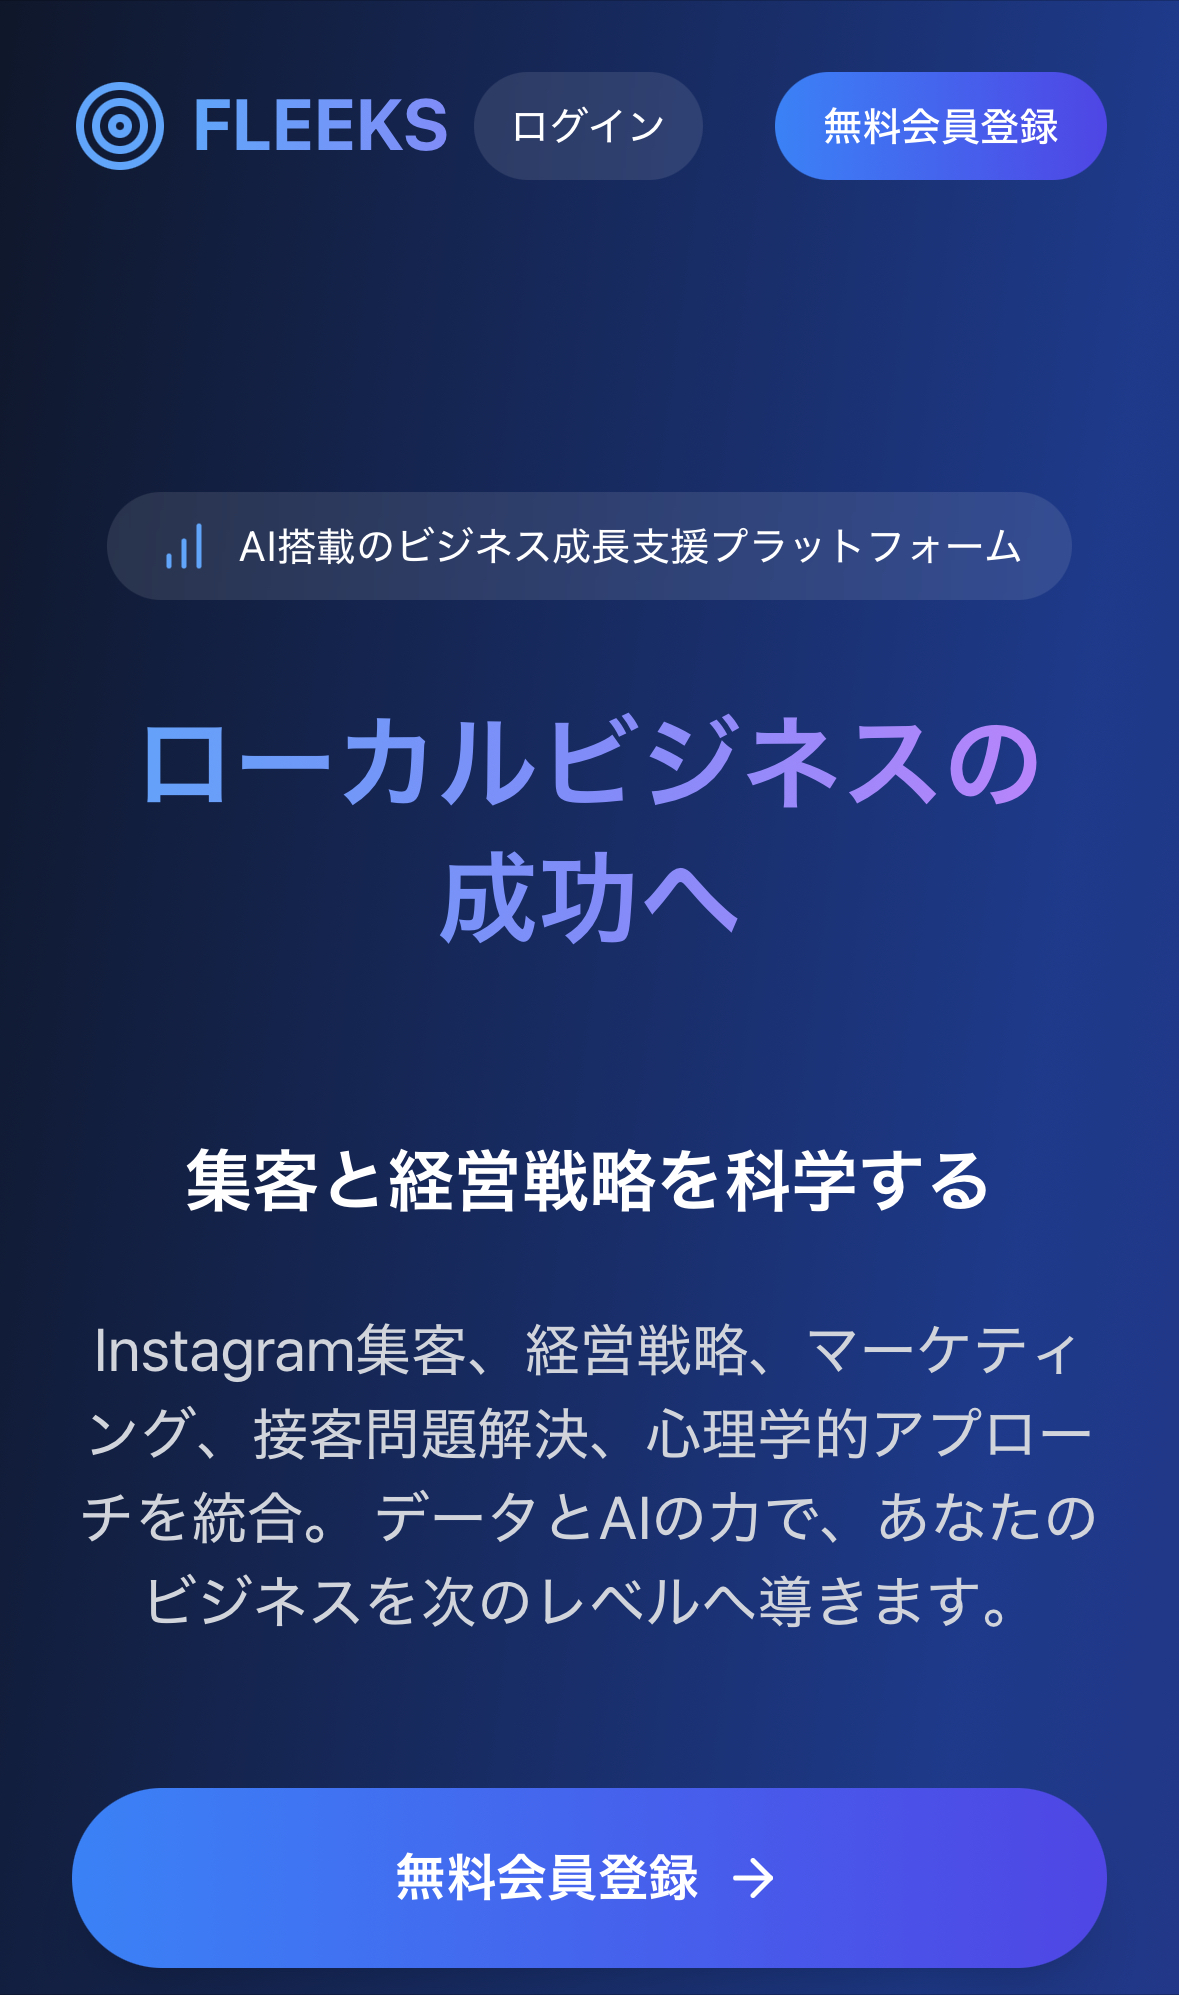 FLEEKS ログイン 無料会員登録
AI搭載のビジネス成長支援プラットフォーム
ローカルビジネスの
成功へ
集客と経営戦略を科学する
Instagram集客、経営戦略、マーケティ
ング、接客問題解決、心理学的アプロー
チを統合。 データとAIの力で、あなたの
ビジネスを次のレベルへ導きます。
無料会員登録 →